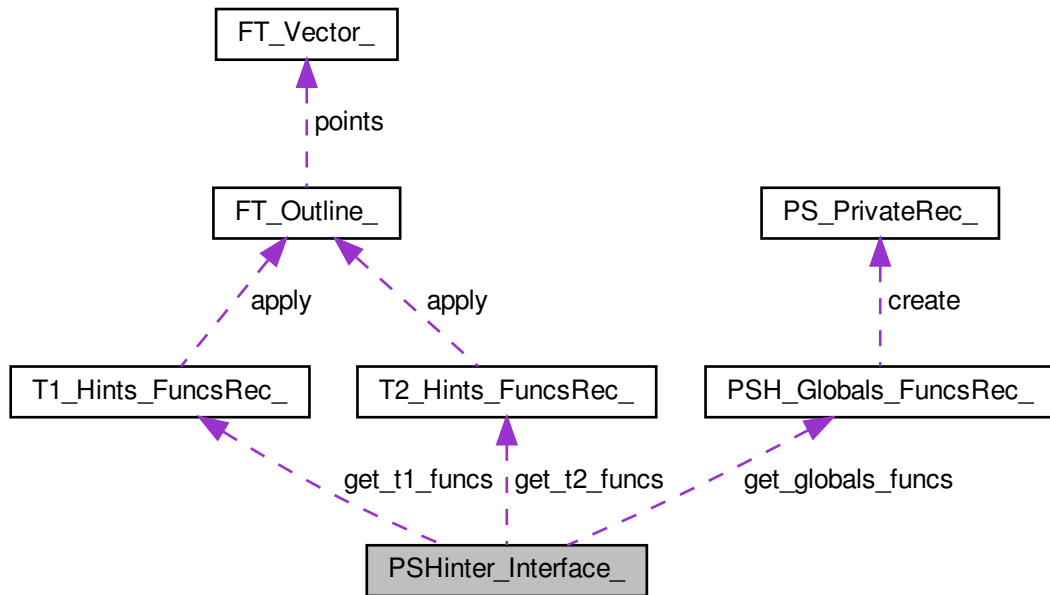 FT_Vector_
points
FT_Outline_
PS_PrivateRec_
apply
apply
create
T1_Hints_FuncsRec_
T2_Hints_FuncsRec_
PSH_Globals_FuncsRec_
get_t1_funcs
get_t2_funcs
get_globals_funcs
PSHinter_Interface_